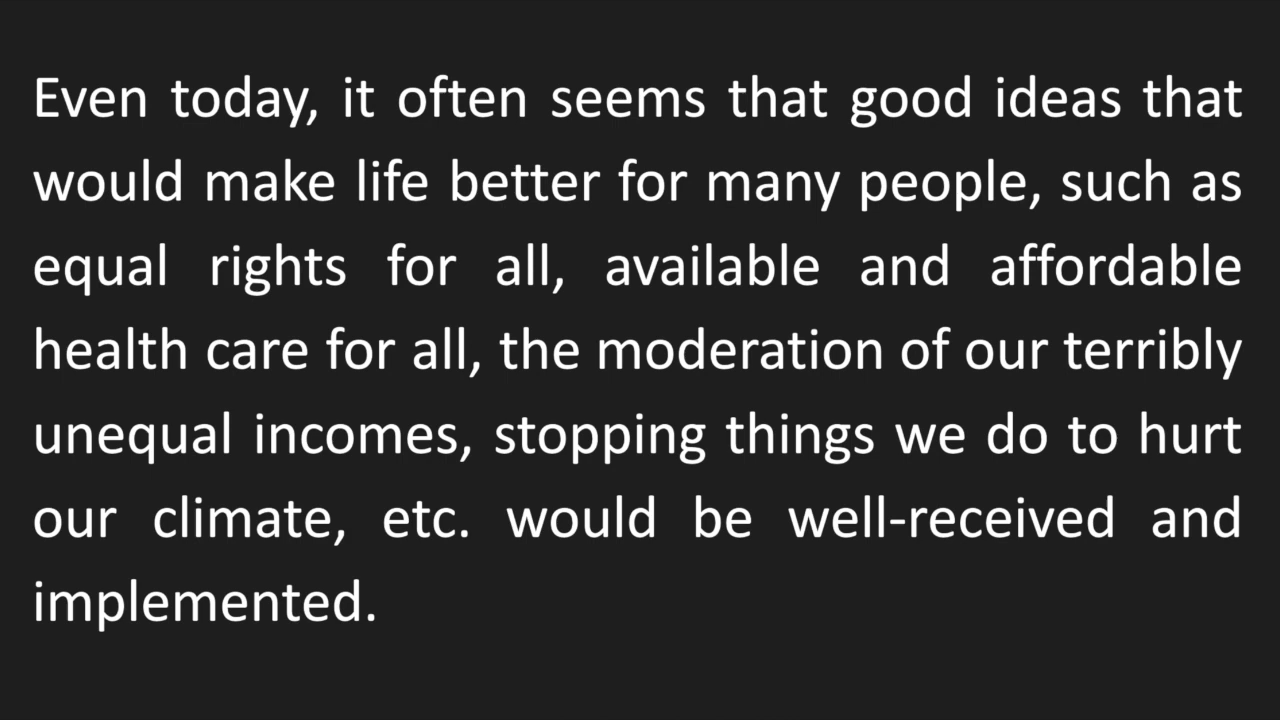 Even today, it often seems that good ideas that
would make life better for many people, such as
equal rights for all, available and affordable
health care for all, the moderation of our terribly
unequal incomes, stopping things we do to hurt
our climate, etc. would be well-received and
implemented.